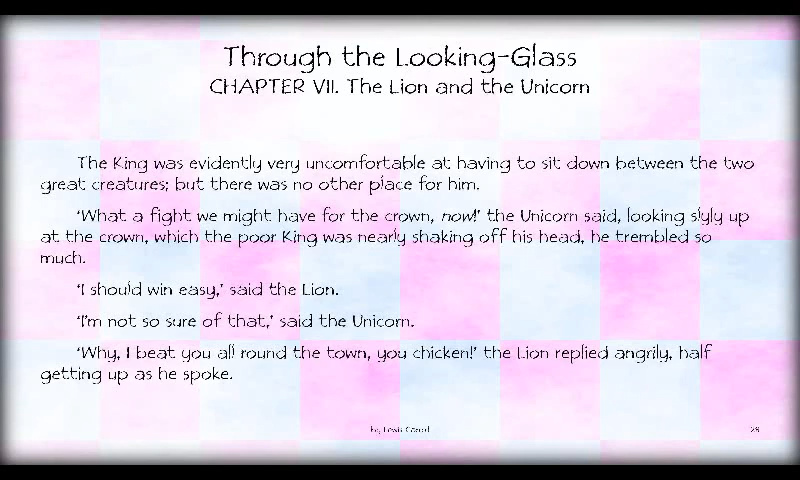 Through the Looking-Glass
CHAPTER VII. The Lion and the Unicorn
The King was evidently very uncomfortable at having to sit down between the two
great creatures; but there was no other place for him.
‘What a fight we might have for the crown, now!’ the Unicorn said, looking slyly up
at the crown, which the poor King was nearly shaking off his head, he trembled so
much.
‘I should win easy,’ said the Lion.
‘I’m not so sure of that,’ said the Unicorn.
‘Why, I beat you all round the town, you chicken!’ the Lion replied angrily, half
getting up as he spoke.
by Lewis Carroll